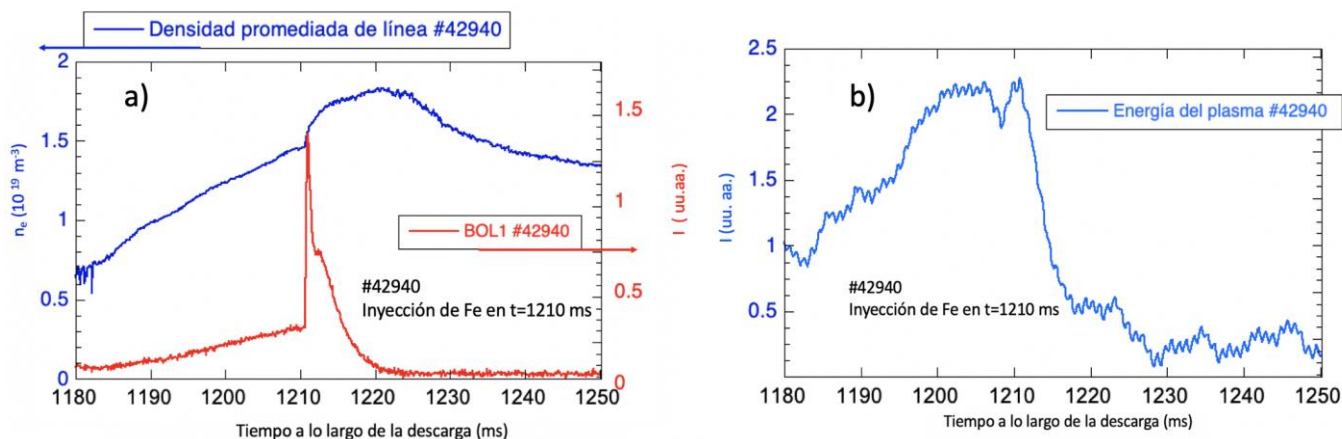 Densidad promediada de línea #42940
a)
2
1.5
1
0.5
0
nₑ (10 ¹⁹ m⁻³)
1.5
1
0.5
0
I ( uu.aa.)
BOL1 #42940
#42940
Inyección de Fe en t=1210 ms
1180 1190 1200 1210 1220 1230 1240 1250
Tiempo a lo largo de la descarga (ms)
b)
2.5
2
1.5
1
0.5
I (uu. aa.)
Energía del plasma #42940
#42940
Inyección de Fe en t=1210 ms
1180 1190 1200 1210 1220 1230 1240 1250
Tiempo a lo largo de la descarga (ms)